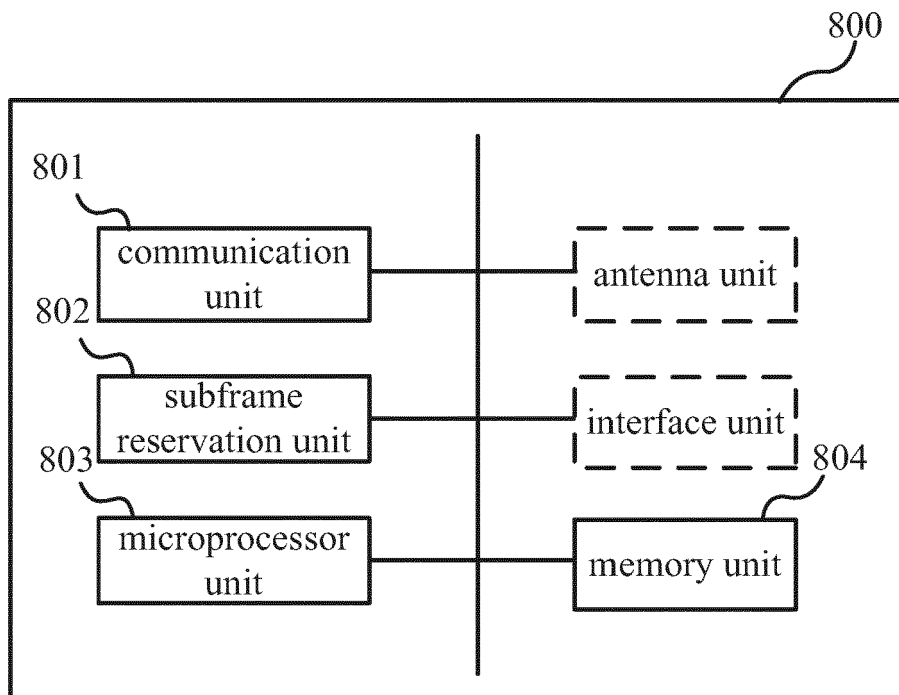 800
801
communication
unit
antenna unit
802
subframe
reservation unit
interface unit
803
804
microprocessor
unit
memory unit